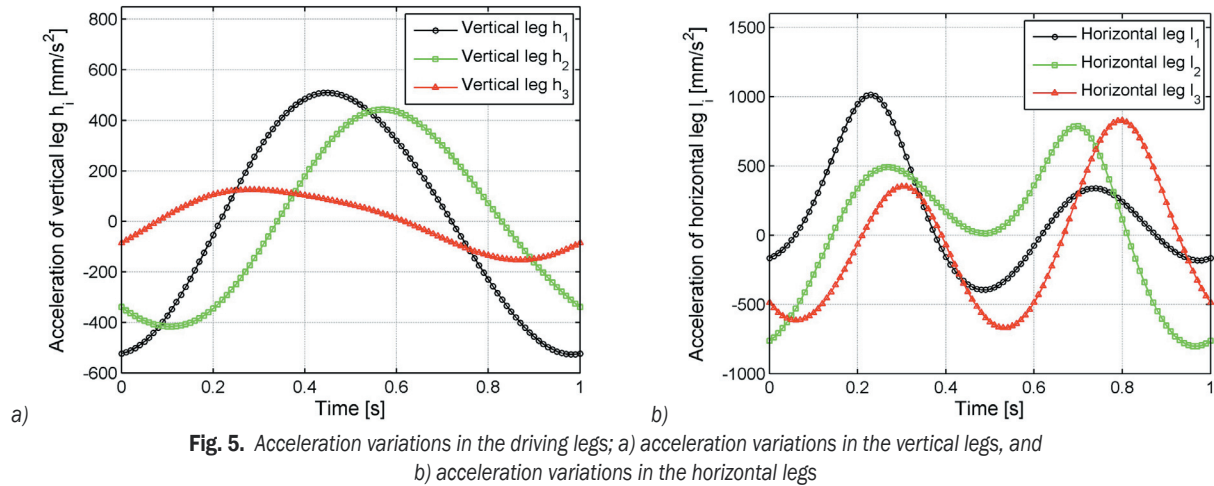 Acceleration of vertical leg h_i [mm/s^2]
800
600
400
200
0
-200
-400
-600
0
0.2
0.4
0.6
0.8
1
Time [s]
Vertical leg h_1
Vertical leg h_2
Vertical leg h_3
a)
Acceleration of horizontal leg l_i [mm/s^2]
1500
1000
500
0
-500
-1000
0
0.2
0.4
0.6
0.8
1
Time [s]
Horizontal leg l_1
Horizontal leg l_2
Horizontal leg l_3
b)
Fig. 5. Acceleration variations in the driving legs; a) acceleration variations in the vertical legs, and
b) acceleration variations in the horizontal legs